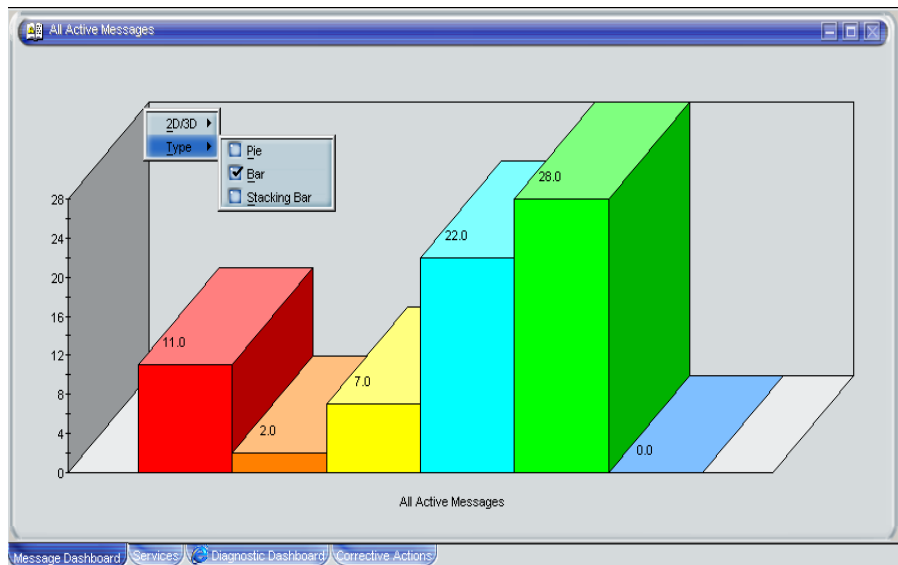 All Active Messages
2D/3D
Type
Pie
Bar
Stacking Bar
28
24
20
16
12
8
4
0
11.0
2.0
7.0
22.0
28.0
0.0
All Active Messages
Message Dashboard
Services
Diagnostic Dashboard
Corrective Actions